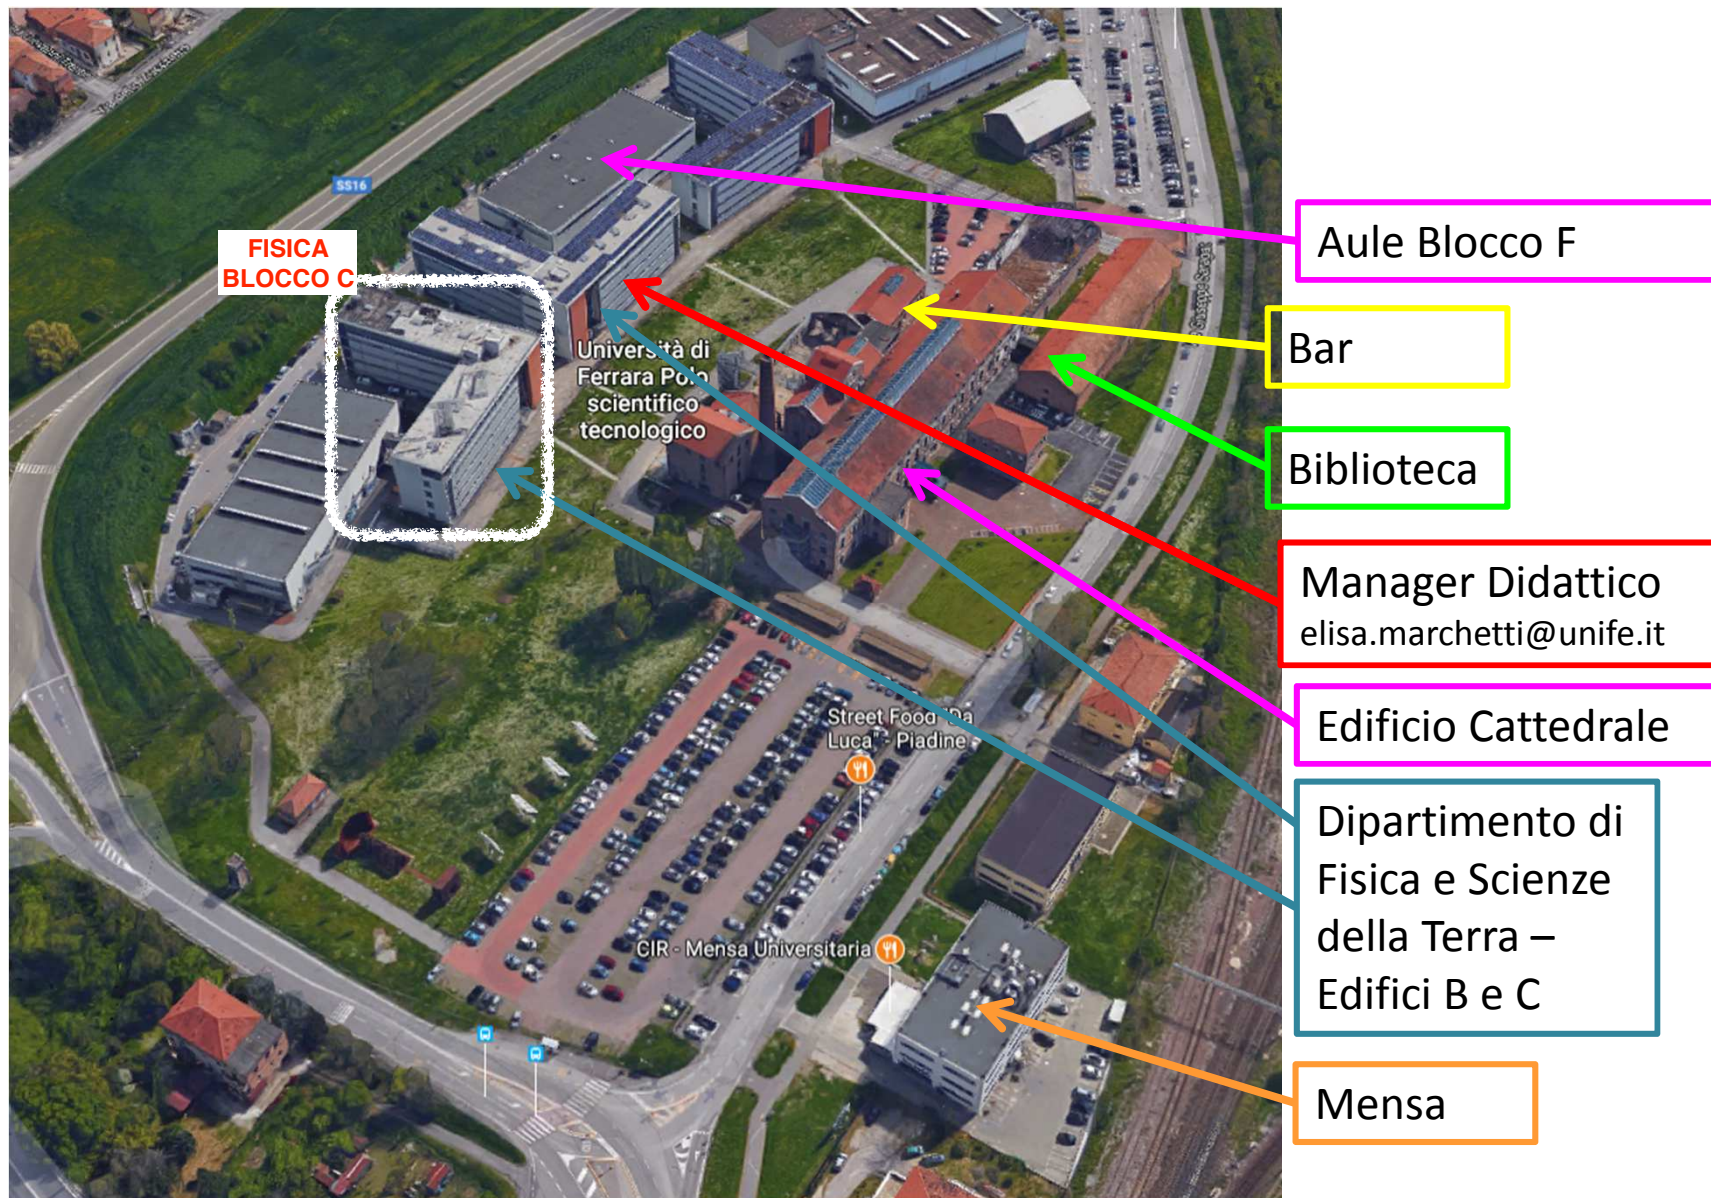 SS16
FISICA
BLOCCO C
Università di
Ferrara Polo
scientifico
tecnologico
Street Food "Da
Luca" - Piadine
CIR - Mensa Universitaria
Aule Blocco F
Bar
Biblioteca
Manager Didattico
elisa.marchetti@unife.it
Edificio Cattedrale
Dipartimento di
Fisica e Scienze
della Terra –
Edifici B e C
Mensa